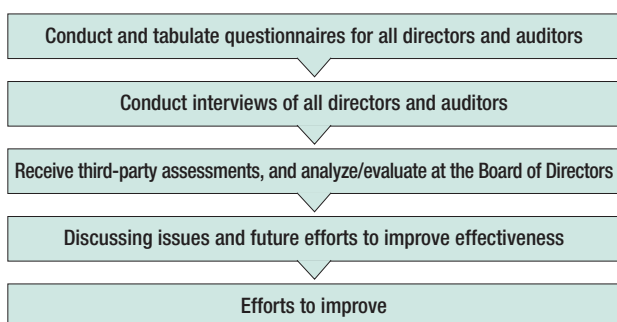 Conduct and tabulate questionnaires for all directors and auditors
Conduct interviews of all directors and auditors
Receive third-party assessments, and analyze/evaluate at the Board of Directors
Discussing issues and future efforts to improve effectiveness
Efforts to improve